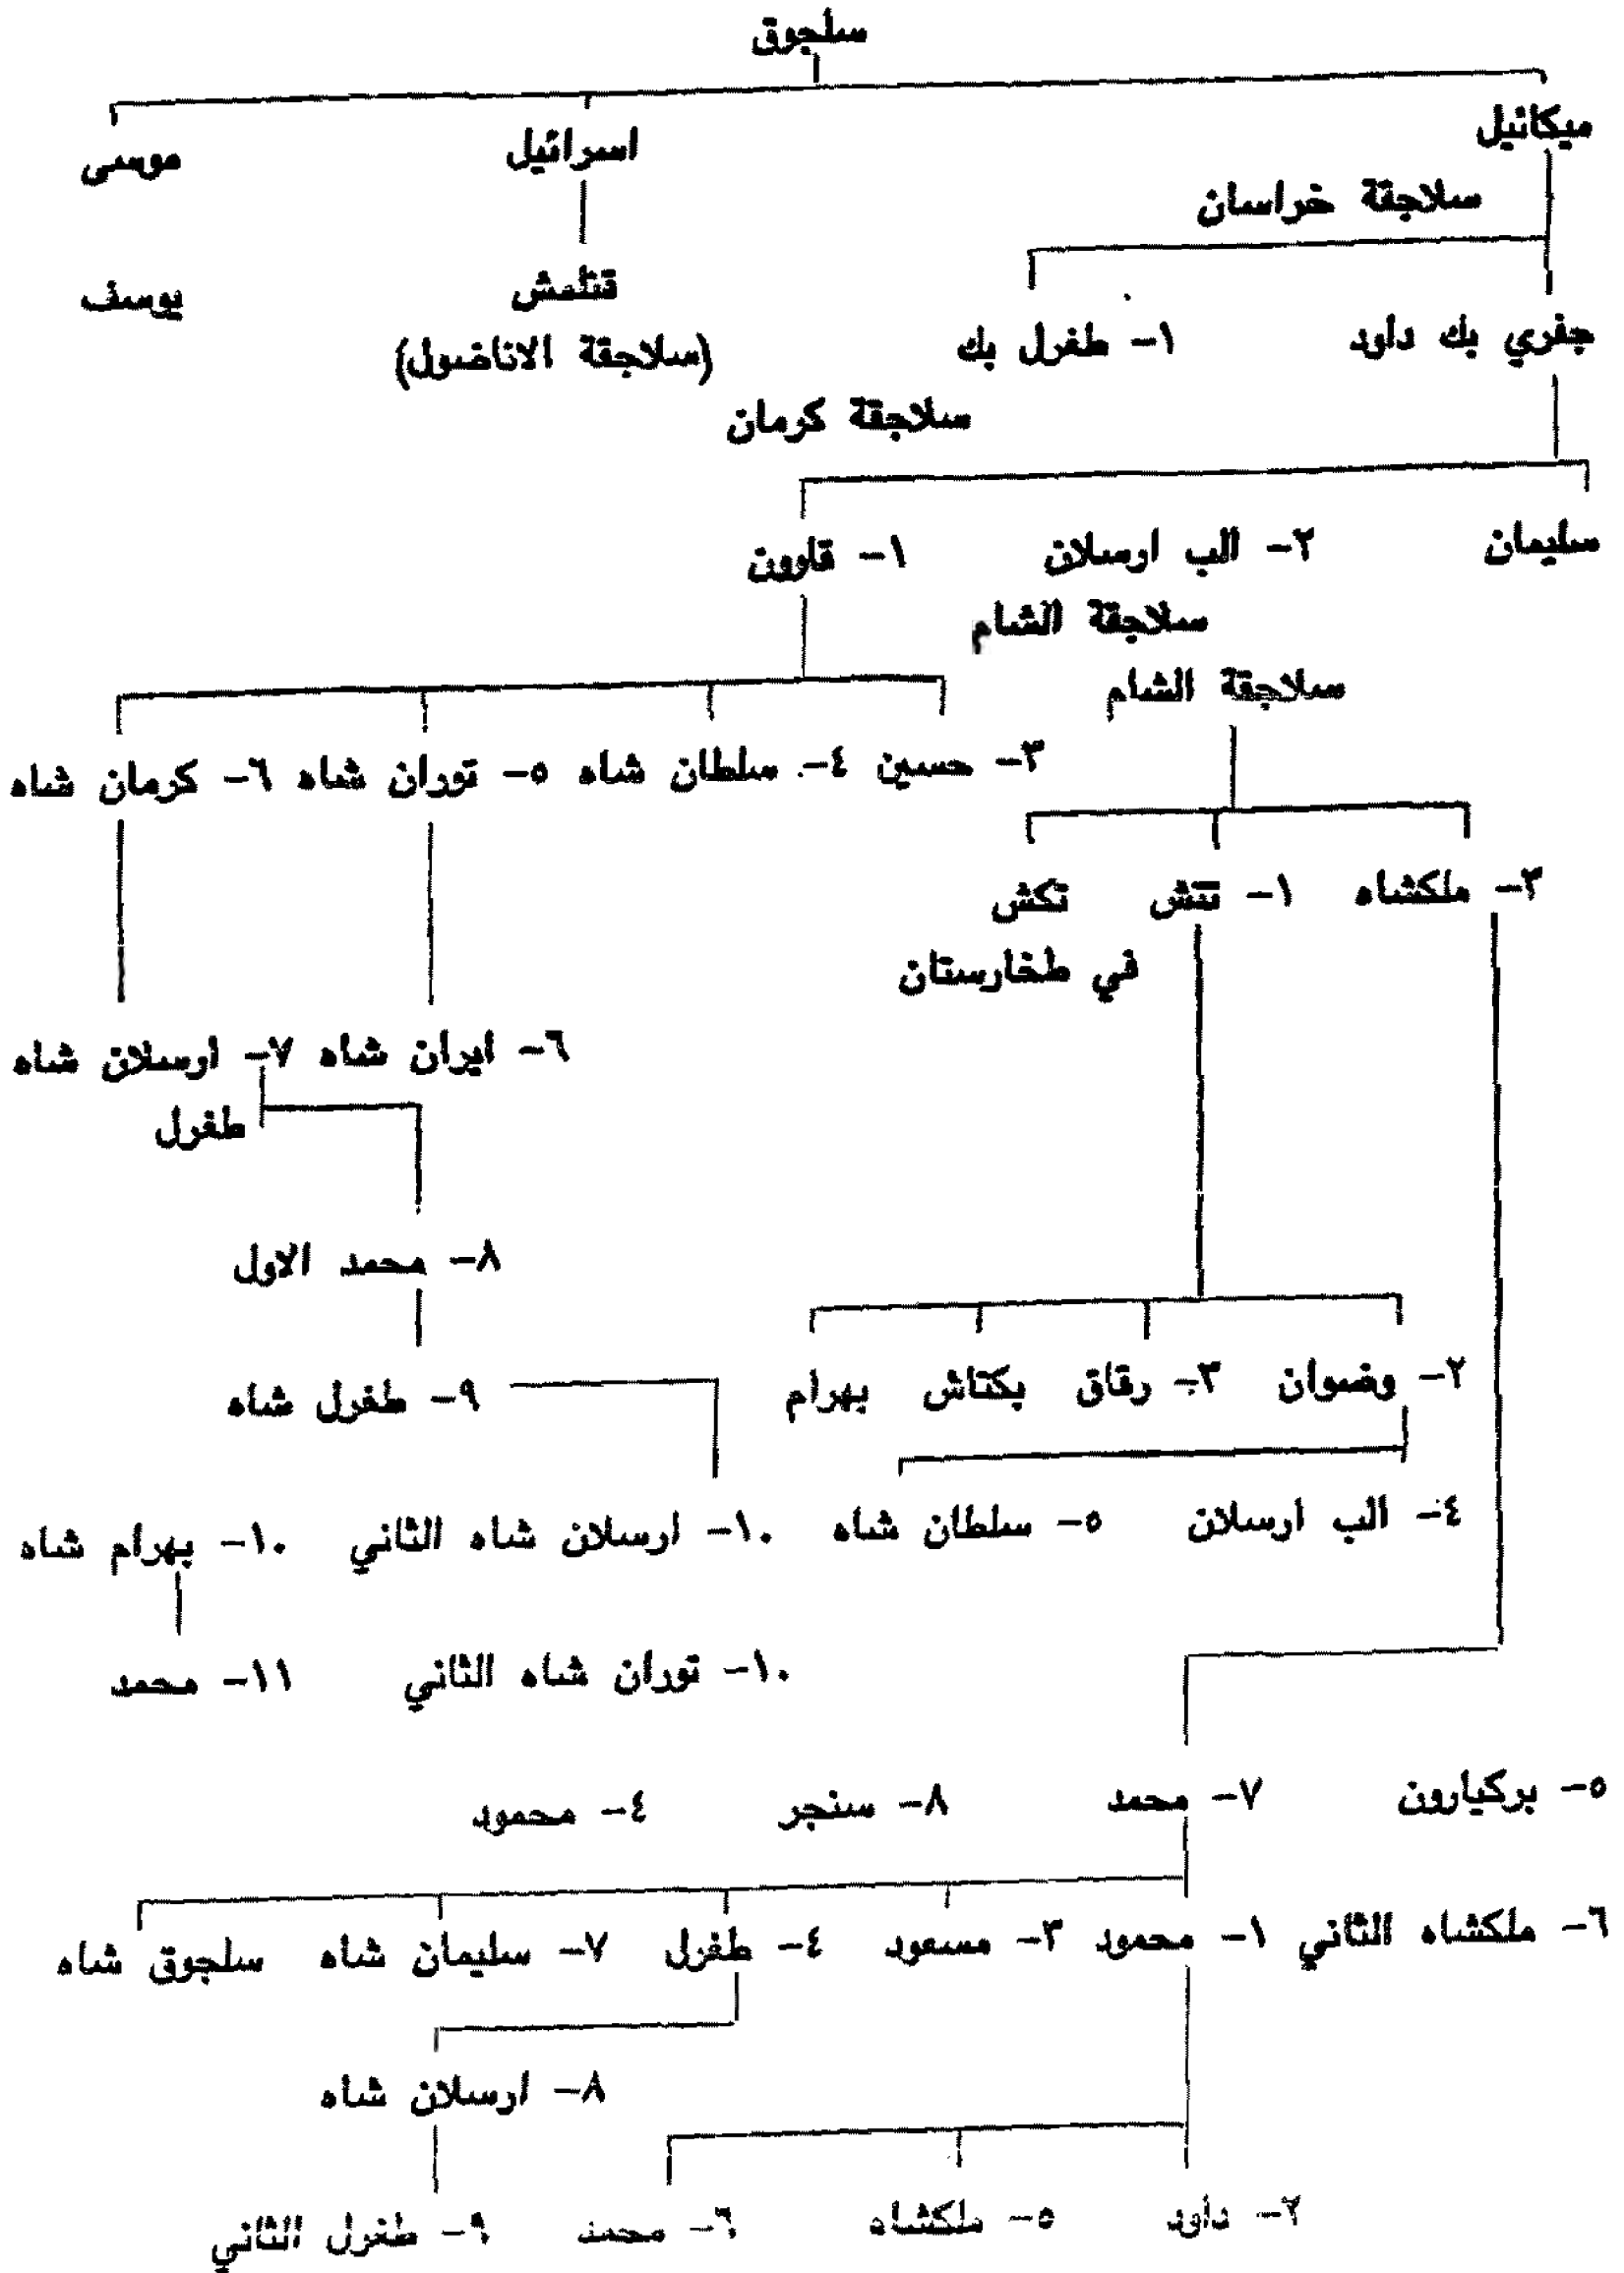 سلجوق
ميكائيل اسرائيل موسى
سلاجقة خراسان
قتلمش يوسف
جفري بك داود ١- طغرل بك (سلاجقة الاناضول)
سلاجقة كرمان
سليمان ٢- الب ارسلان ١- قاوون
سلاجقة الشام
سلاجقة الشام
٣- حسين ٤- سلطان شاه ٥- توران شاه ٦- كرمان شاه
٣- ملكشاه ١- تتش تكش
في طخارستان
٦- ايران شاه ٧- ارسلان شاه
طغرل
٨- محمد الاول
٢- وضوان ٣- رقاق بكتاش بهرام ٩- طغرل شاه
٤- الب ارسلان ٥- سلطان شاه ١٠- ارسلان شاه الثاني ١٠- بهرام شاه
١٠- توران شاه الثاني ١١- محمد
٥- بركيارون ٧- محمد ٨- سنجر ٤- محمود
٦- ملكشاه الثاني ١- محمود ٣- مسعود ٤- طغرل ٧- سليمان شاه سلجوق شاه
٨- ارسلان شاه
٢- داود ٥- ملكشاه ٦- محمد ٩- طغرل الثاني